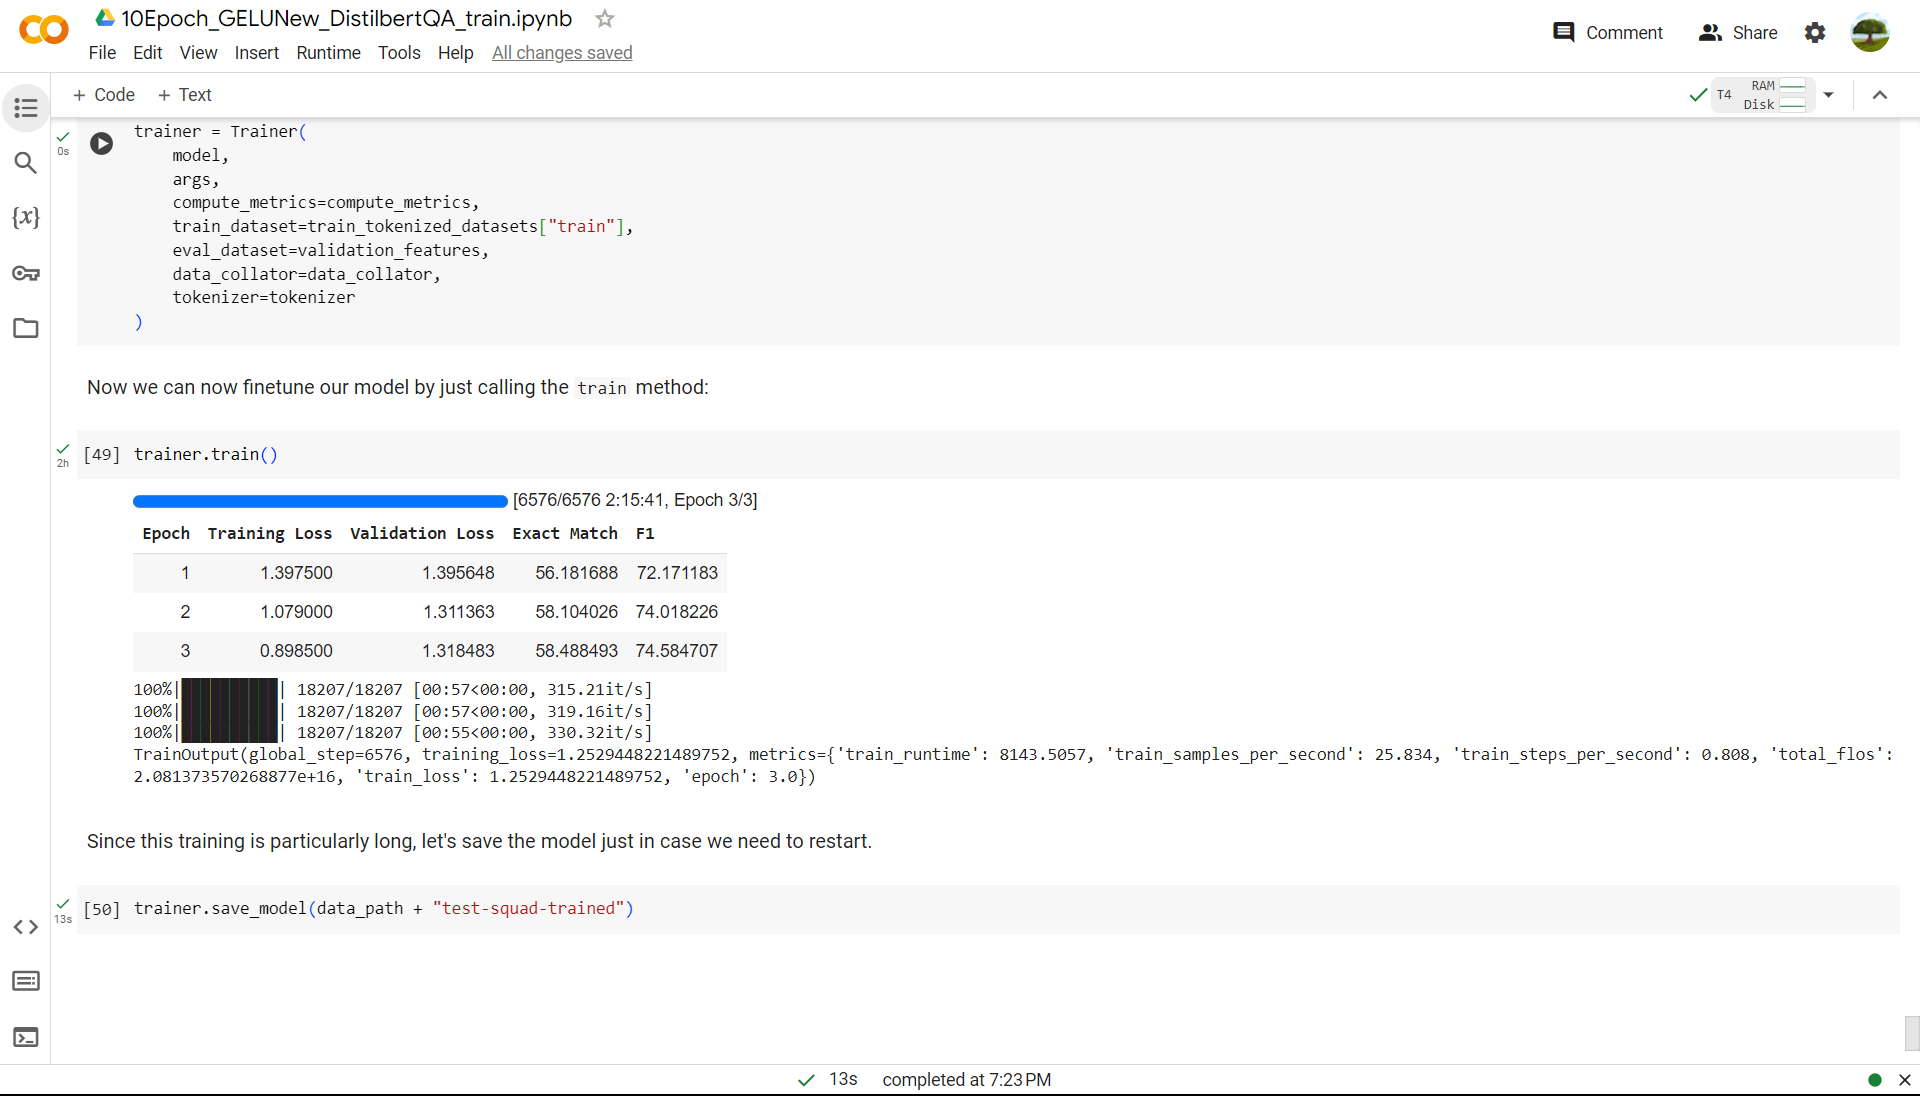 10Epoch_GELUNew_DistilbertQA_train.ipynb
Comment
Share
File Edit View Insert Runtime Tools Help All changes saved
+ Code + Text
T4
RAM
Disk
0s
trainer = Trainer(
model,
args,
compute_metrics=compute_metrics,
train_dataset=train_tokenized_datasets["train"],
eval_dataset=validation_features,
data_collator=data_collator,
tokenizer=tokenizer
)
{x}
Now we can now finetune our model by just calling the train method:
2h
[49] trainer.train()
[6576/6576 2:15:41, Epoch 3/3]
Epoch Training Loss Validation Loss Exact Match F1
1 1.397500 1.395648 56.181688 72.171183
2 1.079000 1.311363 58.104026 74.018226
3 0.898500 1.318483 58.488493 74.584707
100%|██████████| 18207/18207 [00:57<00:00, 315.21it/s]
100%|██████████| 18207/18207 [00:57<00:00, 319.16it/s]
100%|██████████| 18207/18207 [00:55<00:00, 330.32it/s]
TrainOutput(global_step=6576, training_loss=1.2529448221489752, metrics={'train_runtime': 8143.5057, 'train_samples_per_second': 25.834, 'train_steps_per_second': 0.808, 'total_flos':
2.081373570268877e+16, 'train_loss': 1.2529448221489752, 'epoch': 3.0})
Since this training is particularly long, let's save the model just in case we need to restart.
13s
[50] trainer.save_model(data_path + "test-squad-trained")
13s completed at 7:23 PM